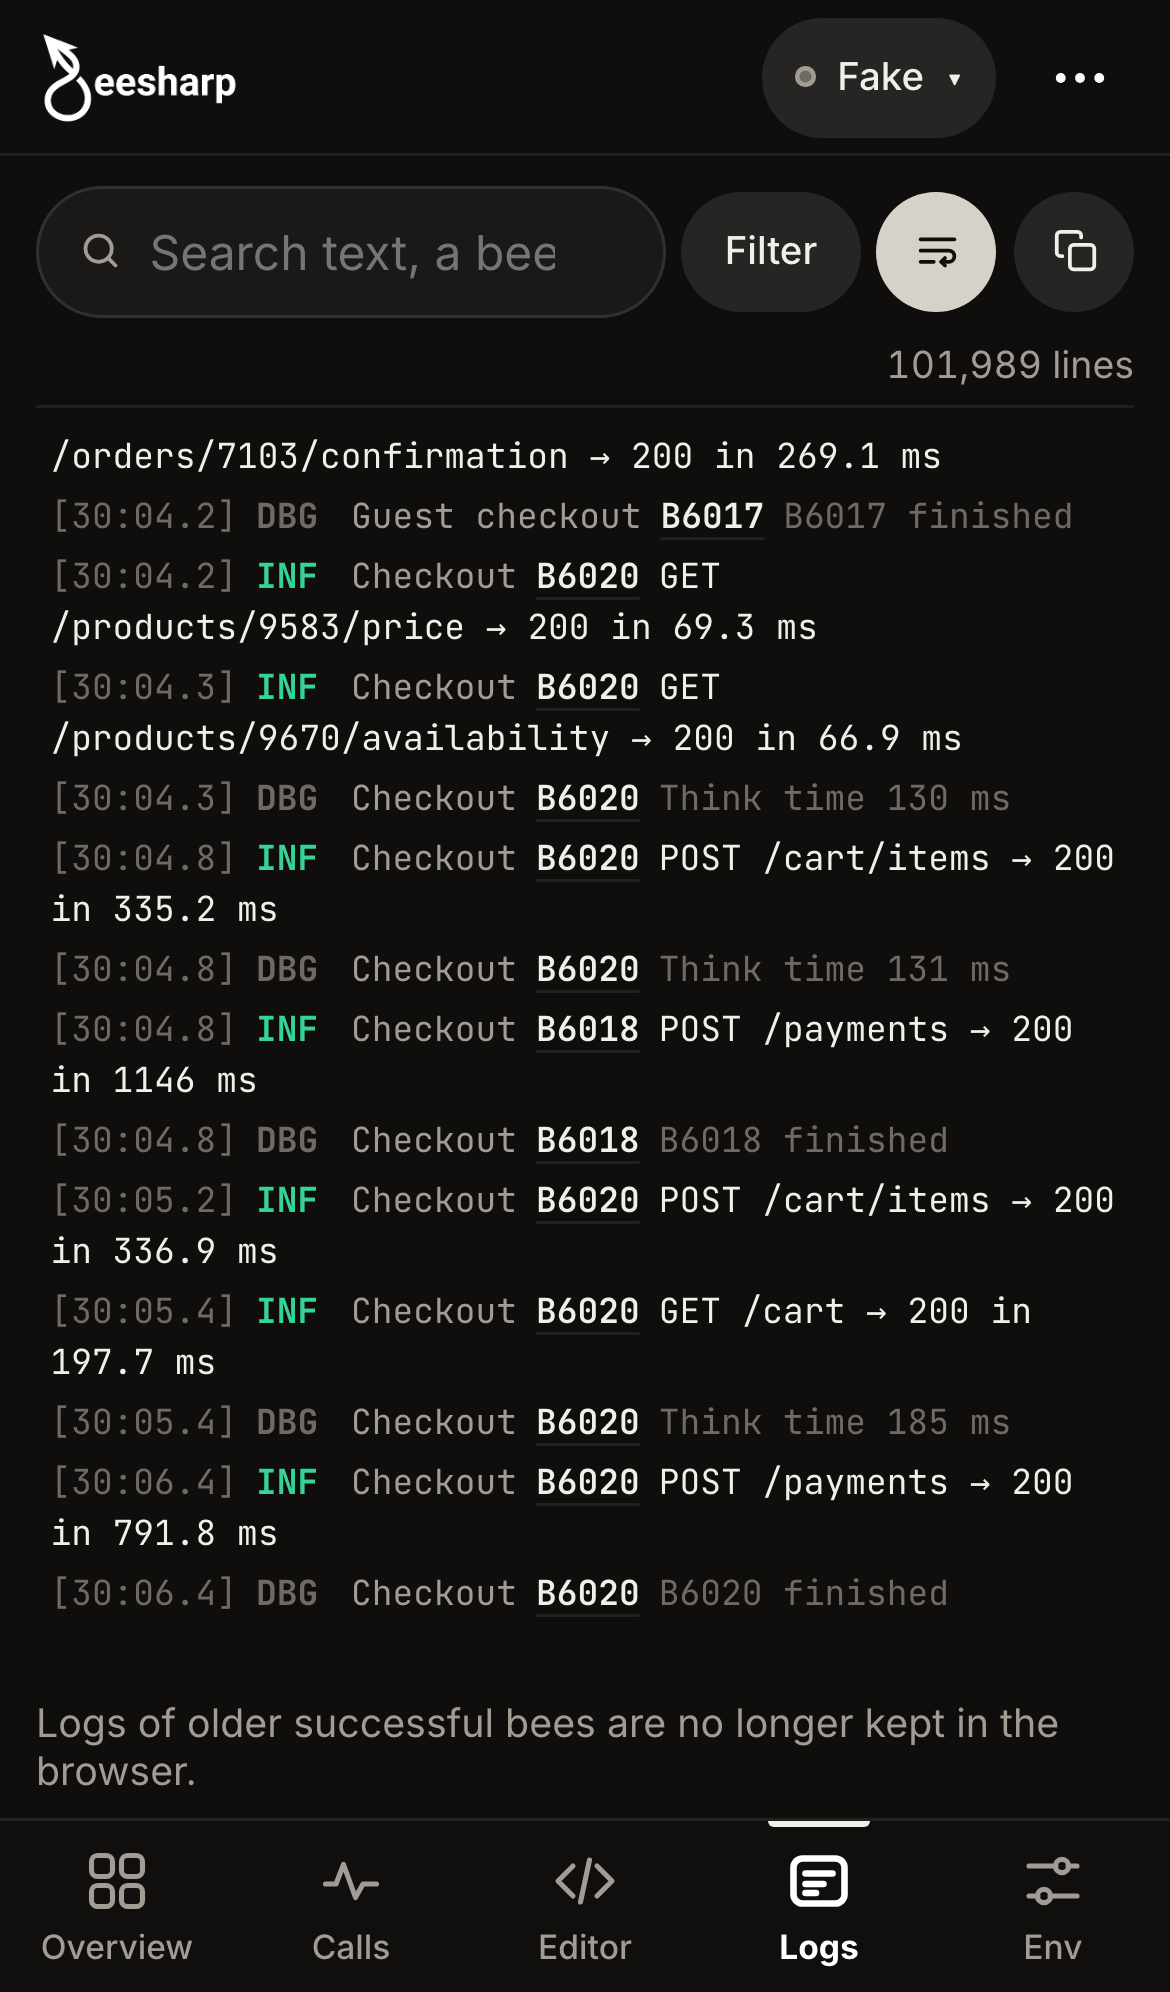 eesharp
Fake
Search text, a bee
Filter
101,989 lines
/orders/7103/confirmation → 200 in 269.1 ms
[30:04.2] DBG Guest checkout B6017 B6017 finished
[30:04.2] INF Checkout B6020 GET
/products/9583/price → 200 in 69.3 ms
[30:04.3] INF Checkout B6020 GET
/products/9670/availability → 200 in 66.9 ms
[30:04.3] DBG Checkout B6020 Think time 130 ms
[30:04.8] INF Checkout B6020 POST /cart/items → 200
in 335.2 ms
[30:04.8] DBG Checkout B6020 Think time 131 ms
[30:04.8] INF Checkout B6018 POST /payments → 200
in 1146 ms
[30:04.8] DBG Checkout B6018 B6018 finished
[30:05.2] INF Checkout B6020 POST /cart/items → 200
in 336.9 ms
[30:05.4] INF Checkout B6020 GET /cart → 200 in
197.7 ms
[30:05.4] DBG Checkout B6020 Think time 185 ms
[30:06.4] INF Checkout B6020 POST /payments → 200
in 791.8 ms
[30:06.4] DBG Checkout B6020 B6020 finished
Logs of older successful bees are no longer kept in the
browser.
Overview
Calls
Editor
Logs
Env